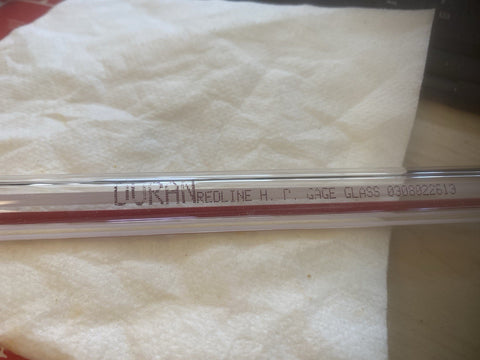 DURAN REDLINE H. P. GAGE GLASS 0308022613